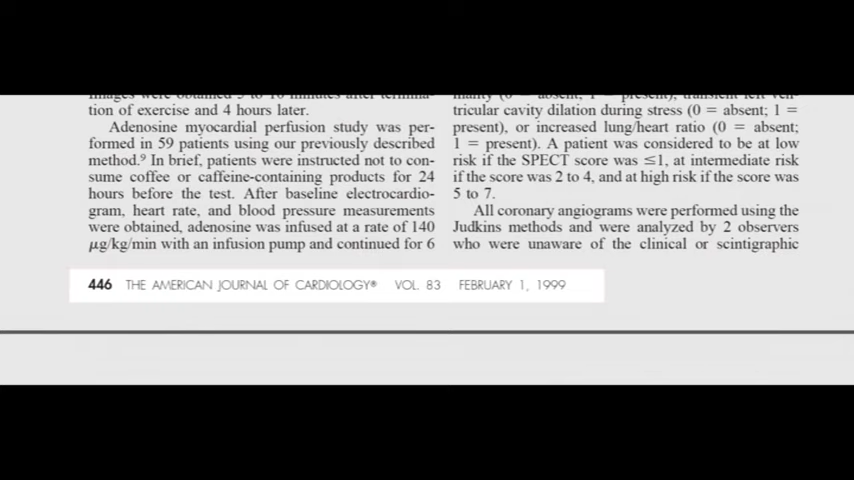 tion of exercise and 4 hours later.
Adenosine myocardial perfusion study was per-
formed in 59 patients using our previously described
method.⁹ In brief, patients were instructed not to con-
sume coffee or caffeine-containing products for 24
hours before the test. After baseline electrocardio-
gram, heart rate, and blood pressure measurements
were obtained, adenosine was infused at a rate of 140
μg/kg/min with an infusion pump and continued for 6
tricular cavity dilation during stress (0 = absent; 1 =
present), or increased lung/heart ratio (0 = absent;
1 = present). A patient was considered to be at low
risk if the SPECT score was ≤1, at intermediate risk
if the score was 2 to 4, and at high risk if the score was
5 to 7.
All coronary angiograms were performed using the
Judkins methods and were analyzed by 2 observers
who were unaware of the clinical or scintigraphic
446 THE AMERICAN JOURNAL OF CARDIOLOGY® VOL. 83 FEBRUARY 1, 1999